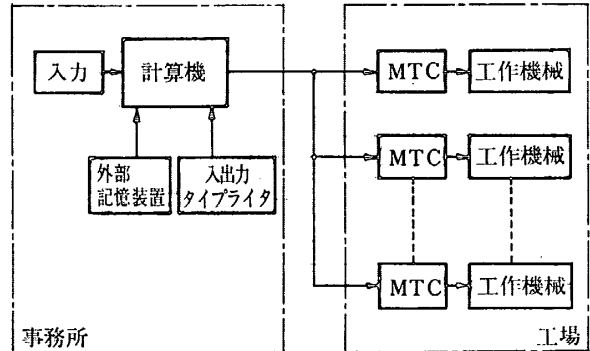 入力
計算機
外部
記憶装置
入出力
タイプライタ
事務所
MTC
工作機械
MTC
工作機械
MTC
工作機械
工場